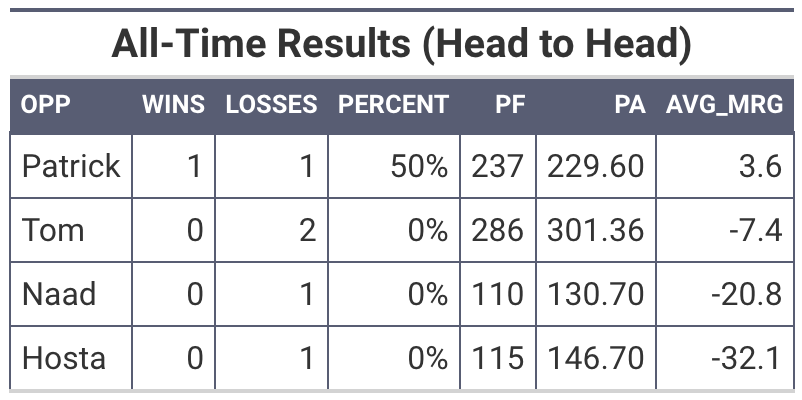 All-Time Results (Head to Head)
OPP WINS LOSSES PERCENT PF PA AVG_MRG
Patrick 1 1 50% 237 229.60 3.6
Tom 0 2 0% 286 301.36 -7.4
Naad 0 1 0% 110 130.70 -20.8
Hosta 0 1 0% 115 146.70 -32.1